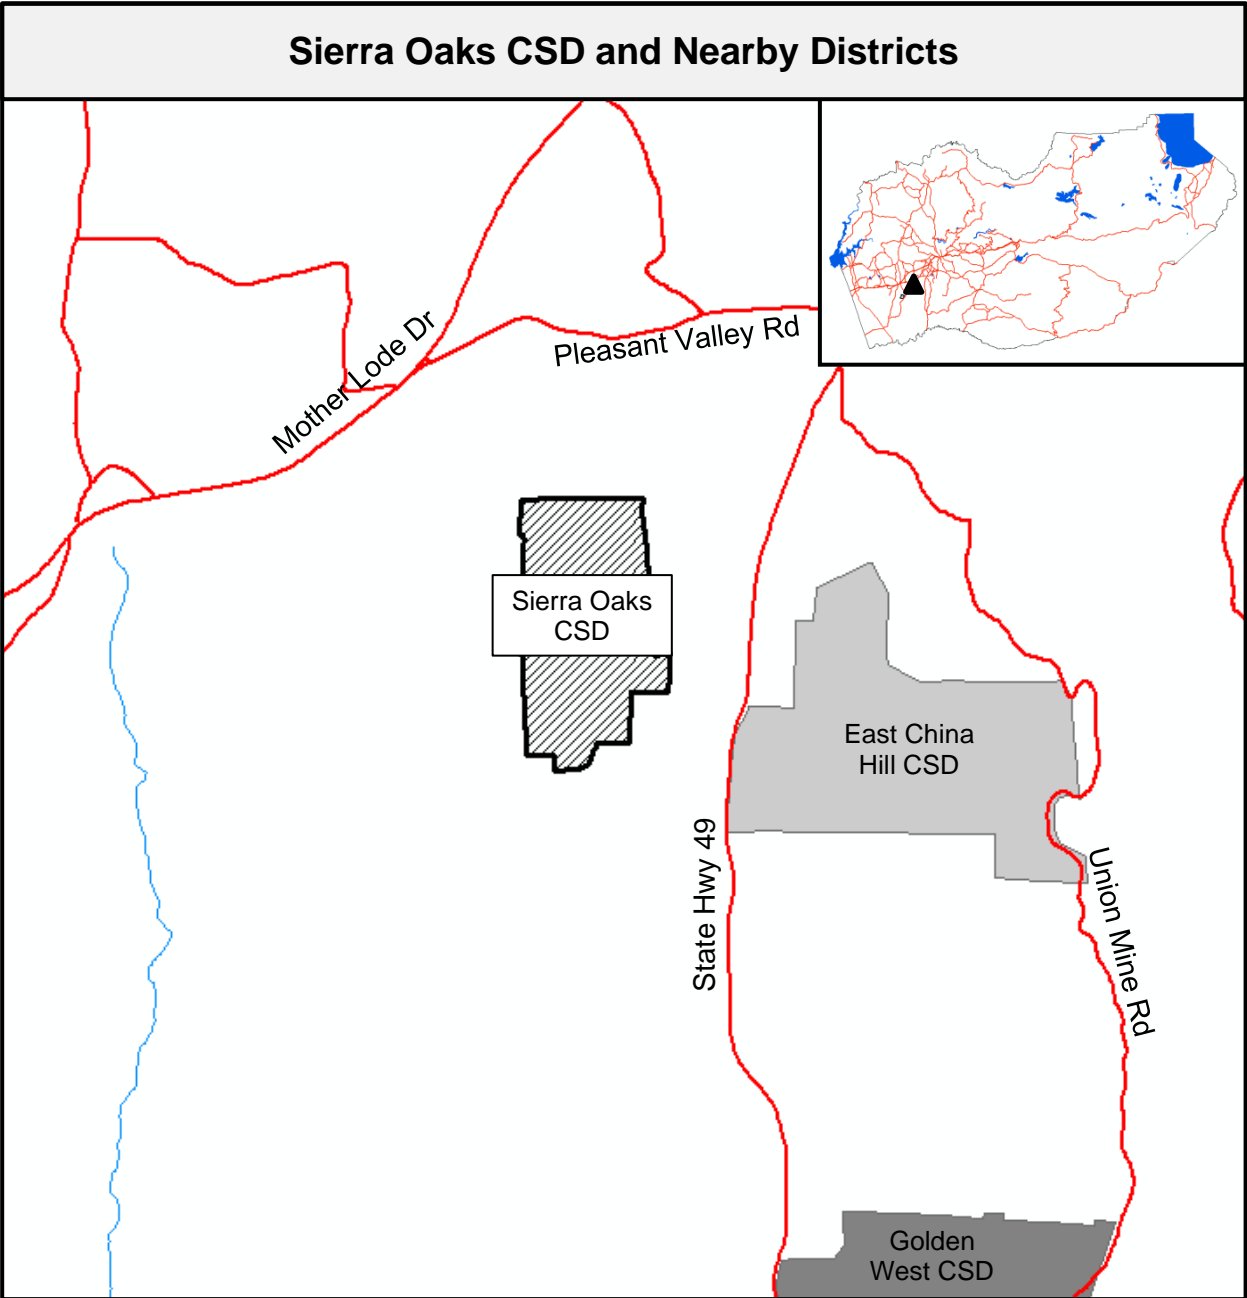 Sierra Oaks CSD and Nearby Districts
Mother Lode Dr
Pleasant Valley Rd
Sierra Oaks
CSD
East China
Hill CSD
State Hwy 49
Union Mine Rd
Golden
West CSD